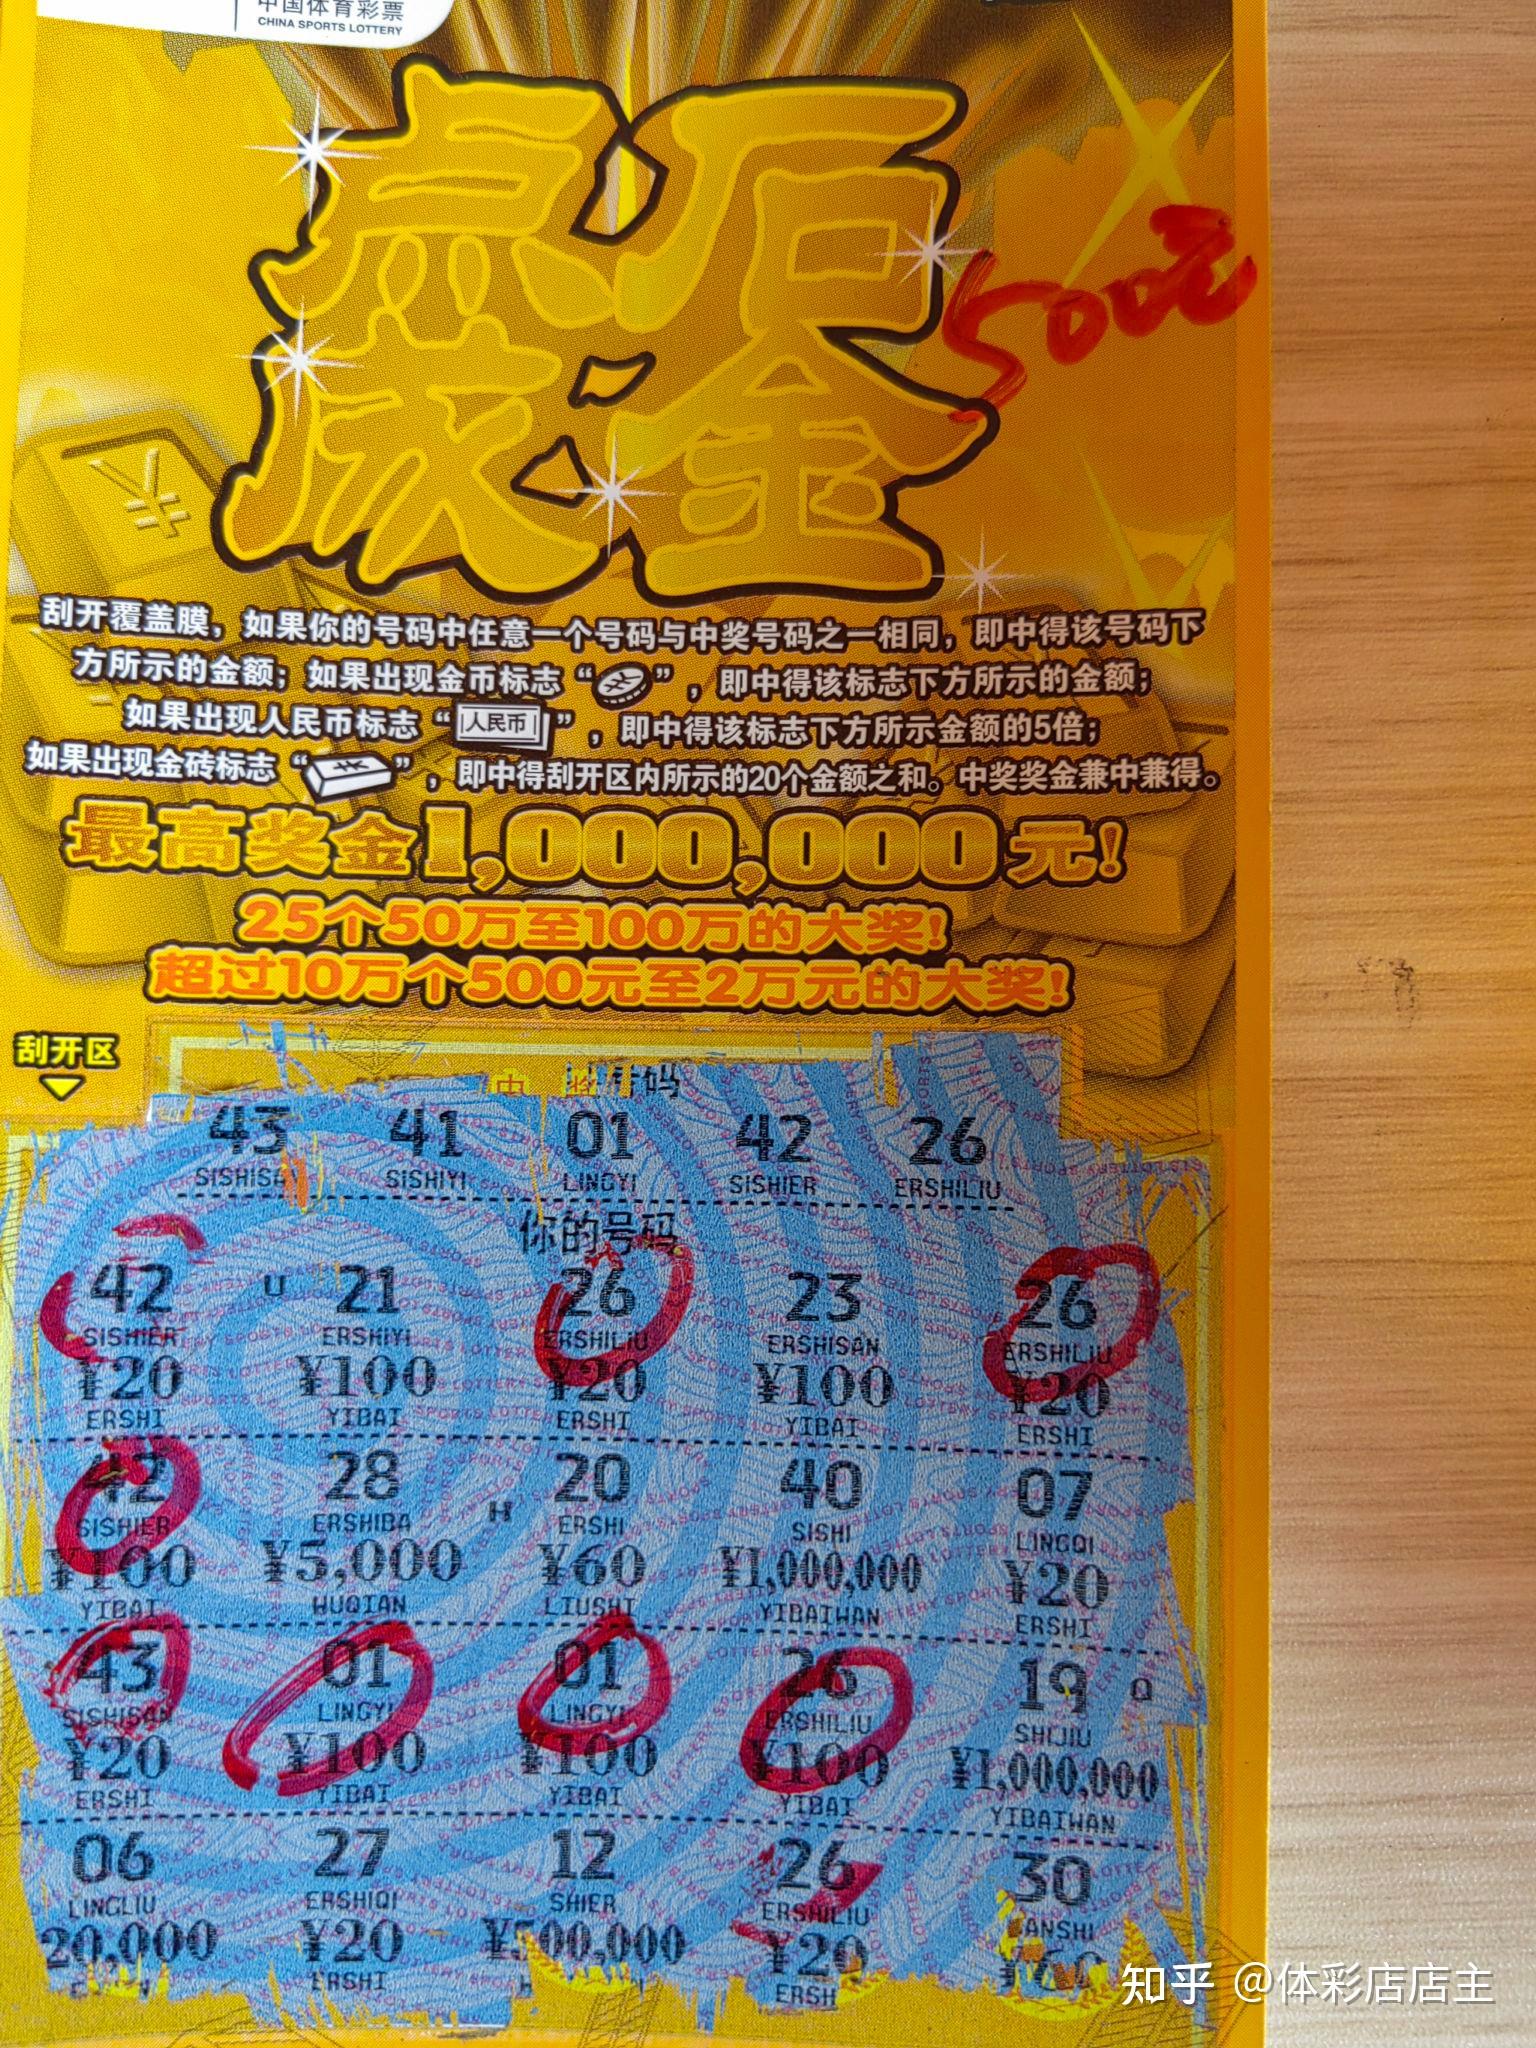 中国体育彩票
CHINA SPORTS LOTTERY
点石
成金
500元
刮开覆盖膜，如果你的号码中任意一个号码与中奖号码之一相同，即中得该号码下
方所示的金额；如果出现金币标志“”，即中得该标志下方所示的金额；
如果出现人民币标志“人民币”，即中得该标志下方所示金额的5倍；
如果出现金砖标志“”，即中得刮开区内所示的20个金额之和。中奖奖金兼中兼得。
最高奖金1,000,000元!
25个50万至100万的大奖!
超过10万个500元至2万元的大奖!
刮开区
中奖号码
43 41 01 42 26
SISHISA SISHIYI LINGYI SISHIER ERSHILIU
你的号码
42 U 21 26 23 26
SISHIER ERSHIYI ERSHILIU ERSHISAN ERSHILIU
¥20 ¥100 ¥20 ¥100 ¥20
ERSHI YIBAI ERSHI YIBAI ERSHI
42 28 H 20 40 07
SISHIER ERSHIBA ERSHI SISHI LINGQI
¥100 ¥5,000 ¥60 ¥1,000,000 ¥20
YIBAI WUQIAN LIUSHI YIBAIWAN ERSHI
43 01 01 26 19 Q
SISHISAN LINGYI LINGYI ERSHILIU SHIJIU
¥20 ¥100 ¥100 ¥100 ¥1,000,000
ERSHI YIBAI YIBAI YIBAI YIBAIWAN
06 27 12 26 30
LINGLIU ERSHIQI SHIER ERSHILIU ANSHI
20,000 ¥20 ¥500,000 ¥20
ERSHI ERSH
知乎 @体彩店店主